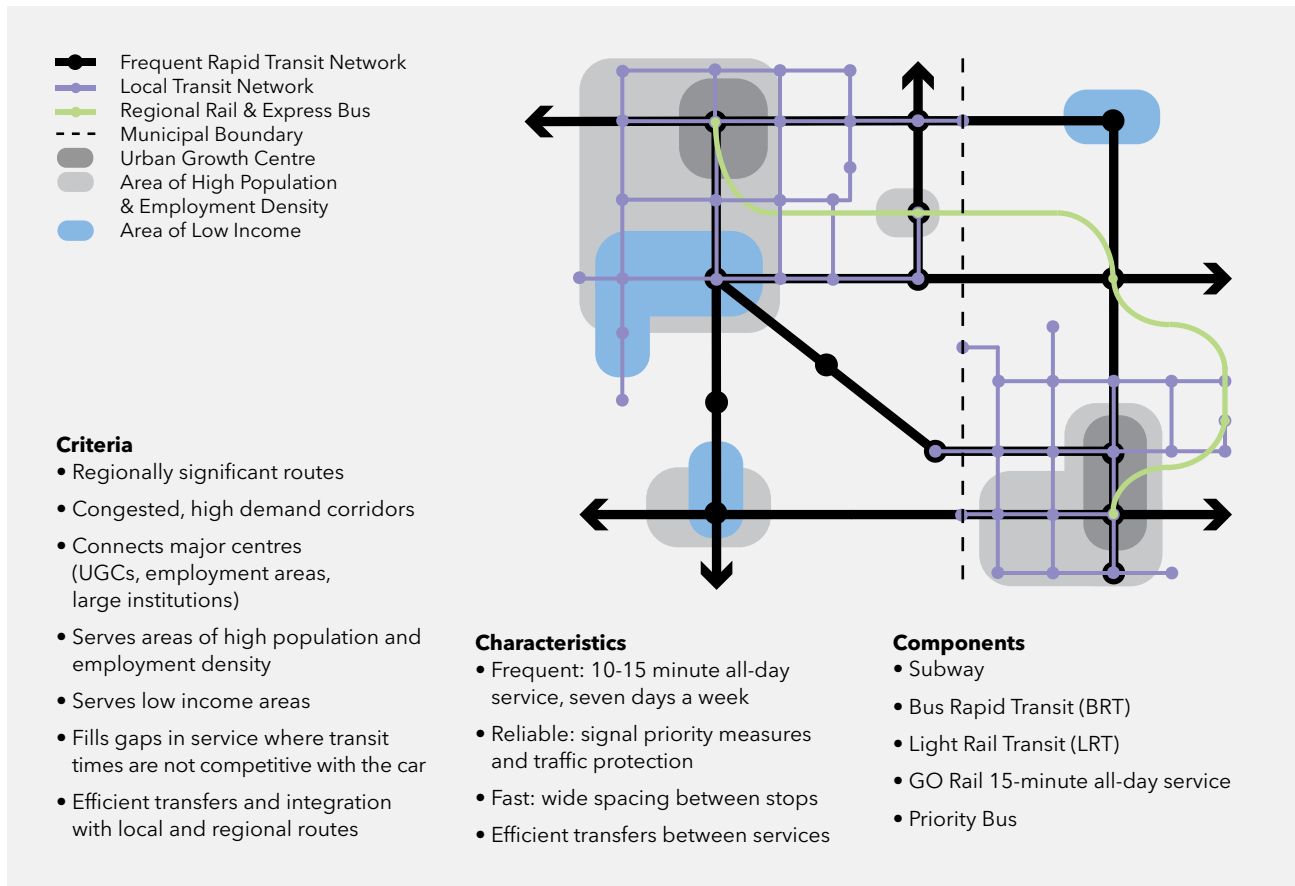 Frequent Rapid Transit Network
Local Transit Network
Regional Rail & Express Bus
Municipal Boundary
Urban Growth Centre
Area of High Population
& Employment Density
Area of Low Income
Criteria
• Regionally significant routes
• Congested, high demand corridors
• Connects major centres
(UGCs, employment areas,
large institutions)
• Serves areas of high population and
employment density
• Serves low income areas
• Fills gaps in service where transit
times are not competitive with the car
• Efficient transfers and integration
with local and regional routes
Characteristics
• Frequent: 10-15 minute all-day
service, seven days a week
• Reliable: signal priority measures
and traffic protection
• Fast: wide spacing between stops
• Efficient transfers between services
Components
• Subway
• Bus Rapid Transit (BRT)
• Light Rail Transit (LRT)
• GO Rail 15-minute all-day service
• Priority Bus